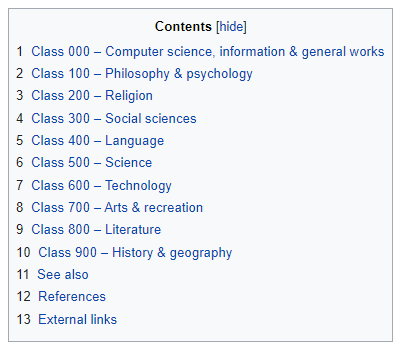 Contents [hide]
1 Class 000 – Computer science, information & general works
2 Class 100 – Philosophy & psychology
3 Class 200 – Religion
4 Class 300 – Social sciences
5 Class 400 – Language
6 Class 500 – Science
7 Class 600 – Technology
8 Class 700 – Arts & recreation
9 Class 800 – Literature
10 Class 900 – History & geography
11 See also
12 References
13 External links